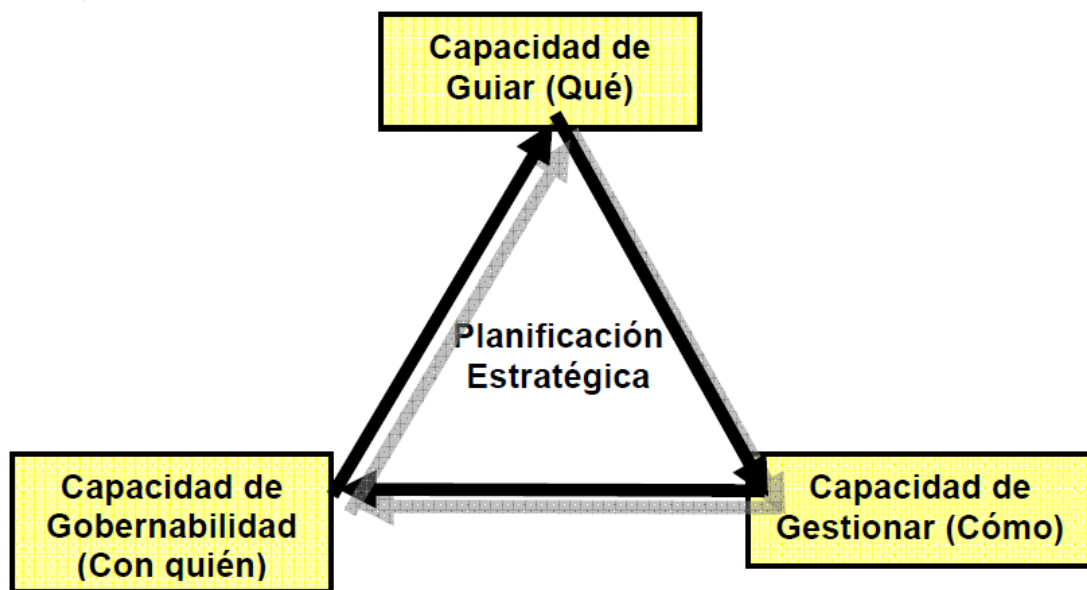 Capacidad de
Guiar (Qué)
Planificación
Estratégica
Capacidad de
Gobernabilidad
(Con quién)
Capacidad de
Gestionar (Cómo)